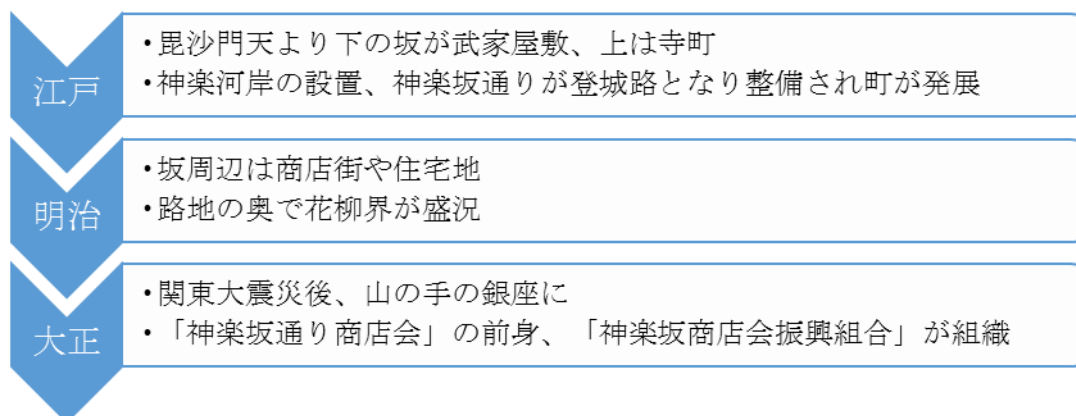 江戸
・毘沙門天より下の坂が武家屋敷、上は寺町
・神楽河岸の設置、神楽坂通りが登城路となり整備され町が発展
明治
・坂周辺は商店街や住宅地
・路地の奥で花柳界が盛況
大正
・関東大震災後、山の手の銀座に
・「神楽坂通り商店会」の前身、「神楽坂商店会振興組合」が組織